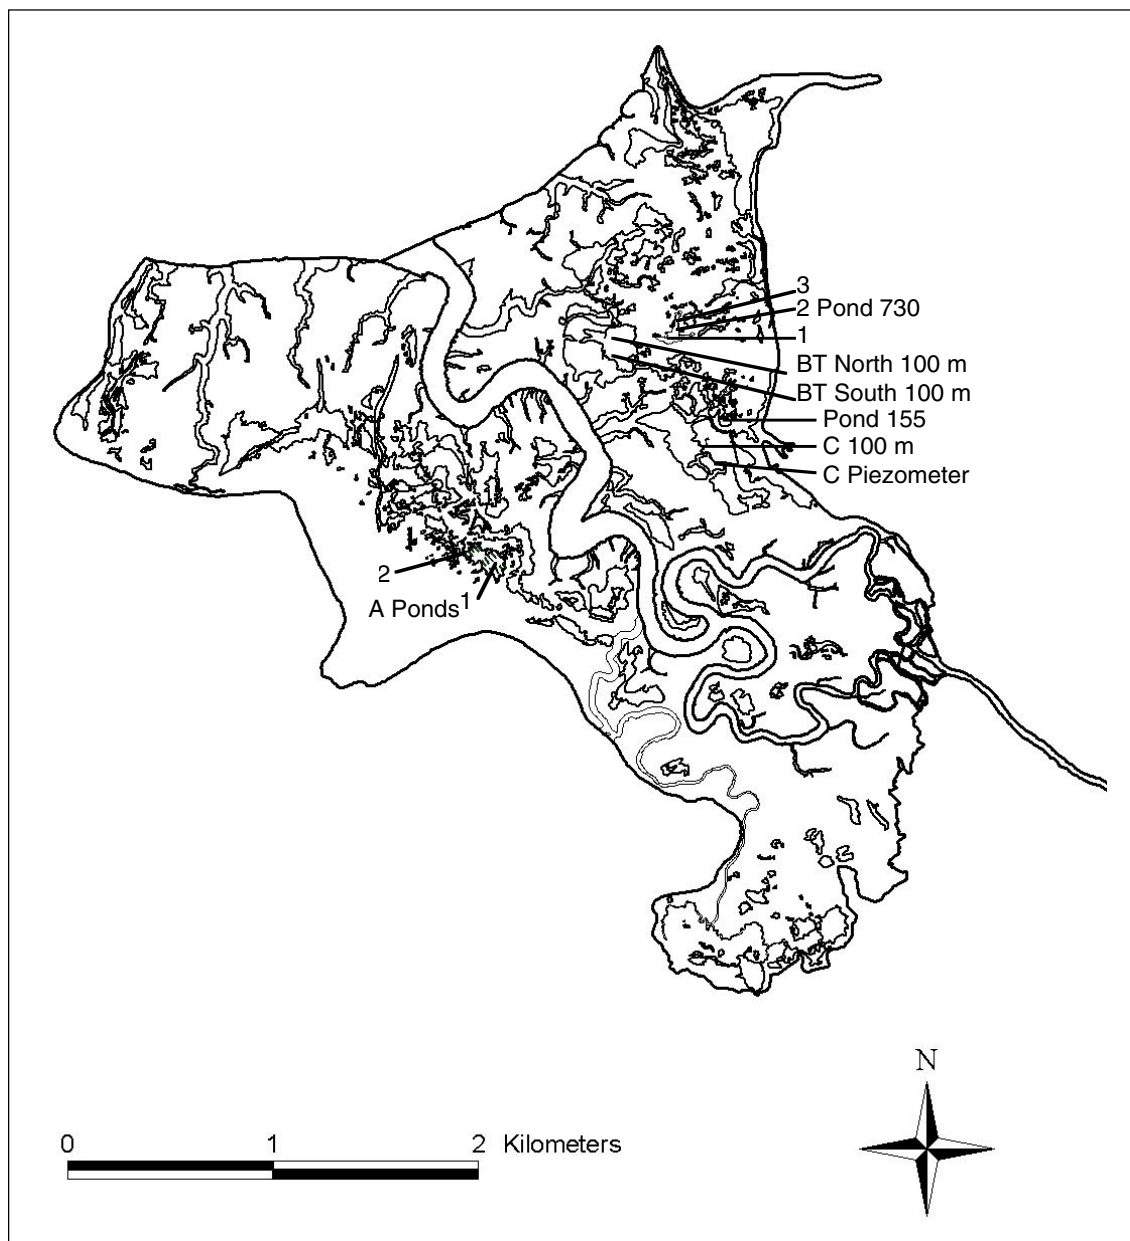 3
2 Pond 730
1
BT North 100 m
BT South 100 m
Pond 155
C 100 m
C Piezometer
2
A Ponds 1
N
0 1 2 Kilometers